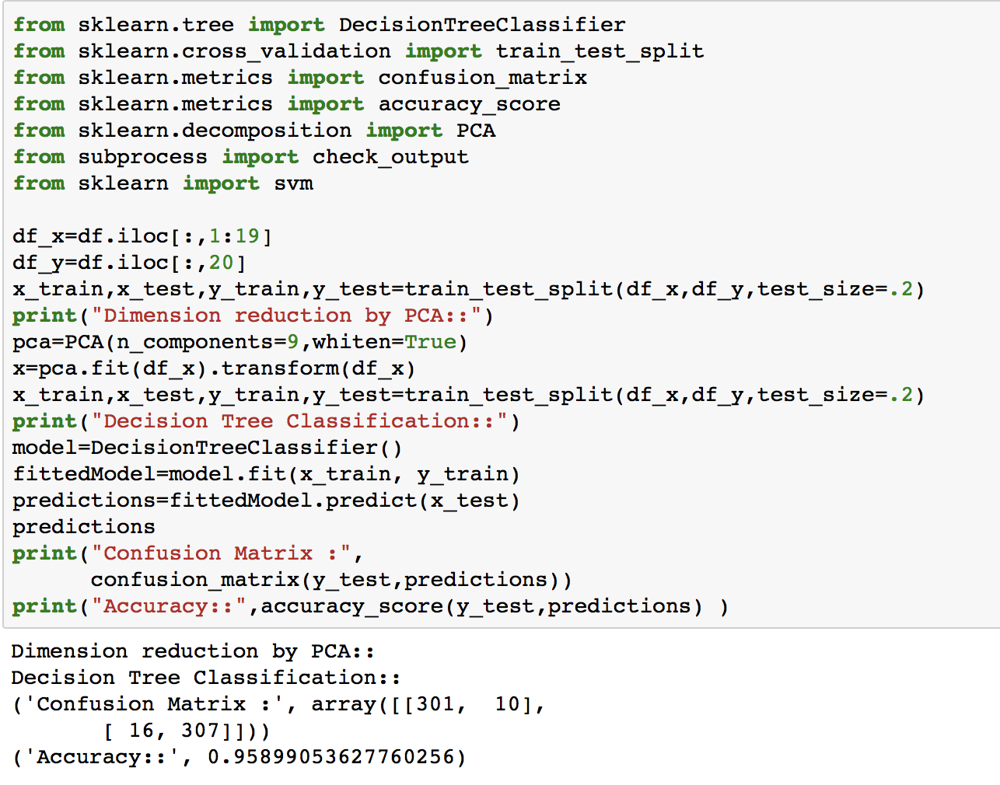 from sklearn.tree import DecisionTreeClassifier
from sklearn.cross_validation import train_test_split
from sklearn.metrics import confusion_matrix
from sklearn.metrics import accuracy_score
from sklearn.decomposition import PCA
from subprocess import check_output
from sklearn import svm

df_x=df.iloc[:,1:19]
df_y=df.iloc[:,20]
x_train,x_test,y_train,y_test=train_test_split(df_x,df_y,test_size=.2)
print("Dimension reduction by PCA::")
pca=PCA(n_components=9,whiten=True)
x=pca.fit(df_x).transform(df_x)
x_train,x_test,y_train,y_test=train_test_split(df_x,df_y,test_size=.2)
print("Decision Tree Classification::")
model=DecisionTreeClassifier()
fittedModel=model.fit(x_train, y_train)
predictions=fittedModel.predict(x_test)
predictions
print("Confusion Matrix :",
      confusion_matrix(y_test,predictions))
print("Accuracy::",accuracy_score(y_test,predictions) )
Dimension reduction by PCA::
Decision Tree Classification::
('Confusion Matrix :', array([[301,  10],
       [ 16, 307]]))
('Accuracy::', 0.95899053627760256)